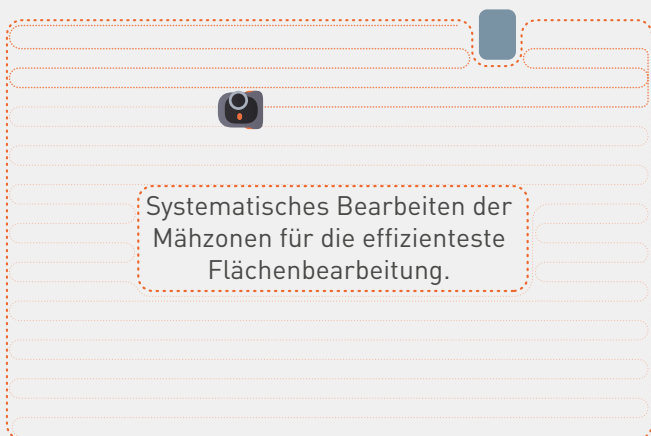 Systematisches Bearbeiten der
Mähzonen für die effizienteste
Flächenbearbeitung.